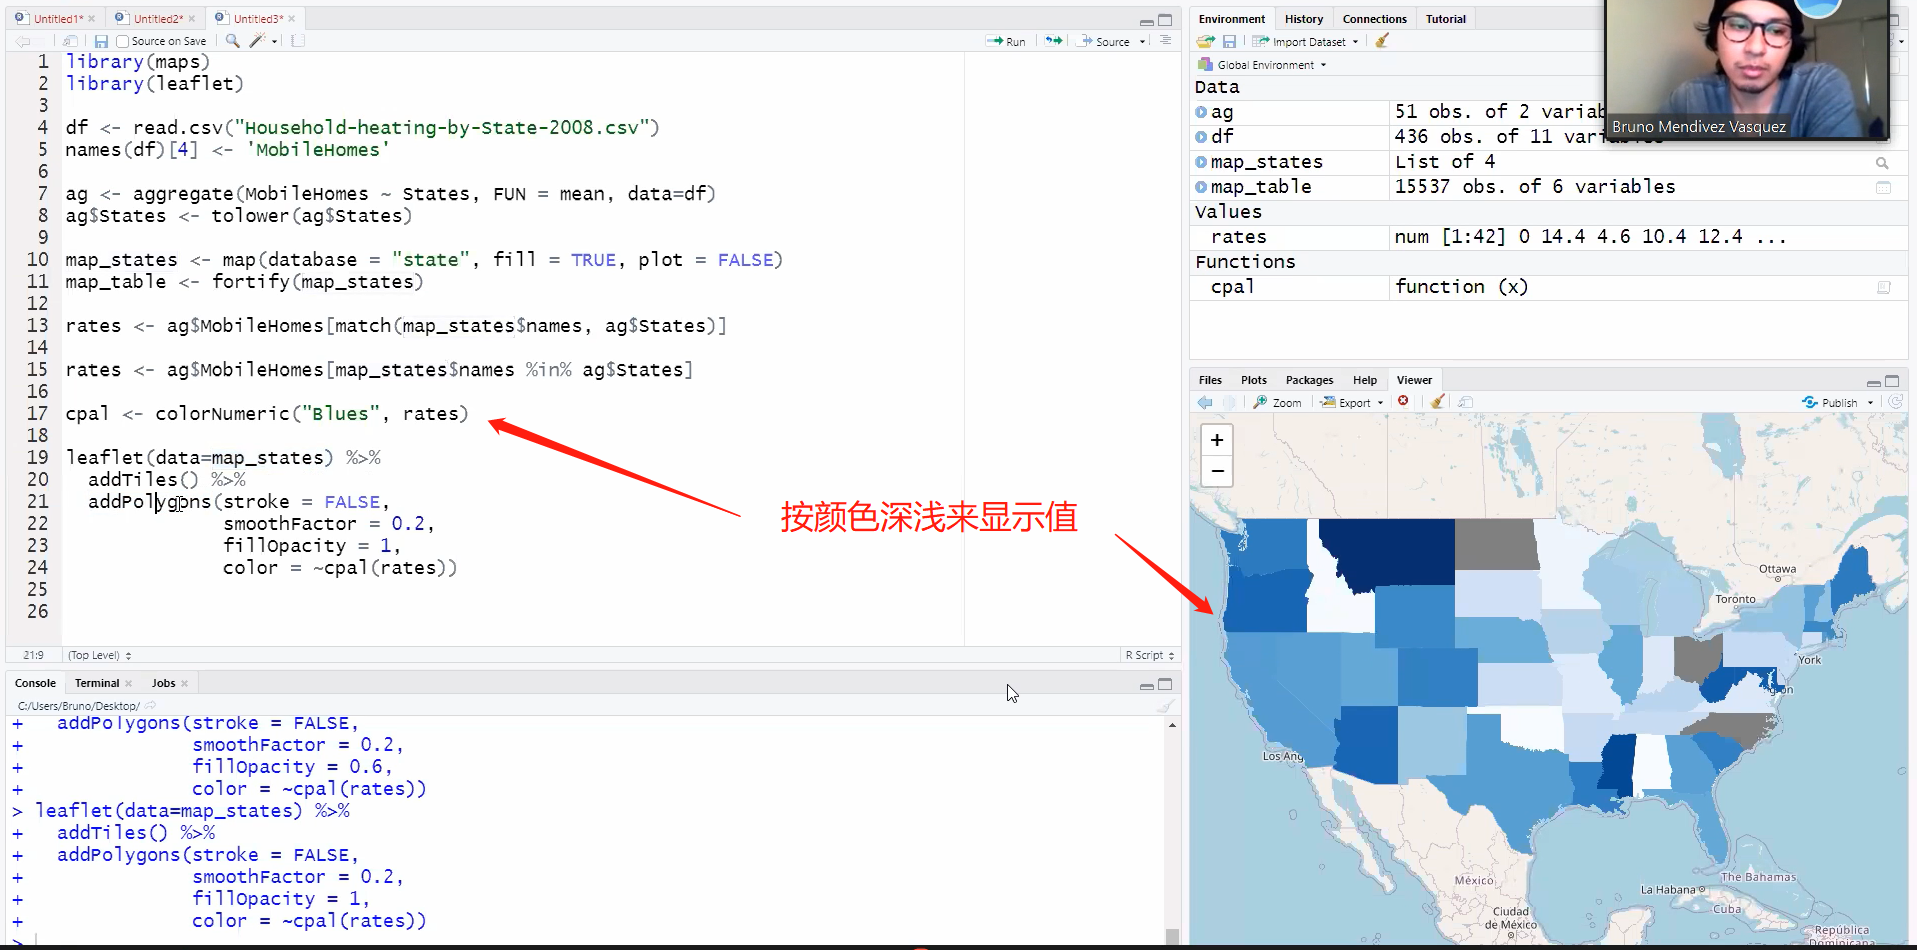 Untitled1*
Untitled2*
Untitled3*
Source on Save
Run
Source
1 library(maps)
2 library(leaflet)
3
4 df <- read.csv("Household-heating-by-State-2008.csv")
5 names(df)[4] <- 'MobileHomes'
6
7 ag <- aggregate(MobileHomes ~ States, FUN = mean, data=df)
8 ag$States <- tolower(ag$States)
9
10 map_states <- map(database = "state", fill = TRUE, plot = FALSE)
11 map_table <- fortify(map_states)
12
13 rates <- ag$MobileHomes[match(map_states$names, ag$States)]
14
15 rates <- ag$MobileHomes[map_states$names %in% ag$States]
16
17 cpal <- colorNumeric("Blues", rates)
18
19 leaflet(data=map_states) %>%
20 addTiles() %>%
21 addPolygons(stroke = FALSE,
22 smoothFactor = 0.2,
23 fillOpacity = 1,
24 color = ~cpal(rates))
25
26
按颜色深浅来显示值
21:9 (Top Level) R Script
Console Terminal Jobs
C:/Users/Bruno/Desktop/
+ addPolygons(stroke = FALSE,
+ smoothFactor = 0.2,
+ fillOpacity = 0.6,
+ color = ~cpal(rates))
> leaflet(data=map_states) %>%
+ addTiles() %>%
+ addPolygons(stroke = FALSE,
+ smoothFactor = 0.2,
+ fillOpacity = 1,
+ color = ~cpal(rates))
>
Environment History Connections Tutorial
Import Dataset
Global Environment
Data
ag 51 obs. of 2 variab
df 436 obs. of 11 vari
map_states List of 4
map_table 15537 obs. of 6 variables
Values
rates num [1:42] 0 14.4 4.6 10.4 12.4 ...
Functions
cpal function (x)
Bruno Mendivez Vasquez
Files Plots Packages Help Viewer
Zoom Export Publish
+
−
Ottawa
Toronto
York
Los Ang
México
Ciudad
de México
La Habana
The Bahamas
Cuba
República
Dominicana